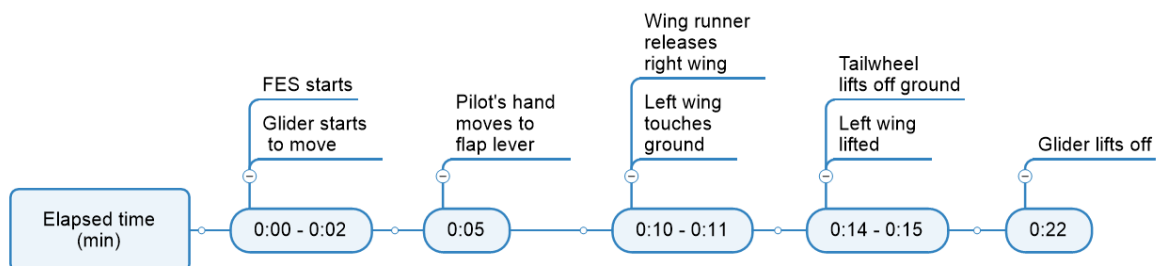 Elapsed time
(min)
FES starts
Glider starts
to move
0:00 - 0:02
Pilot's hand
moves to
flap lever
0:05
Wing runner
releases
right wing
Left wing
touches
ground
0:10 - 0:11
Tailwheel
lifts off ground
Left wing
lifted
0:14 - 0:15
Glider lifts off
0:22